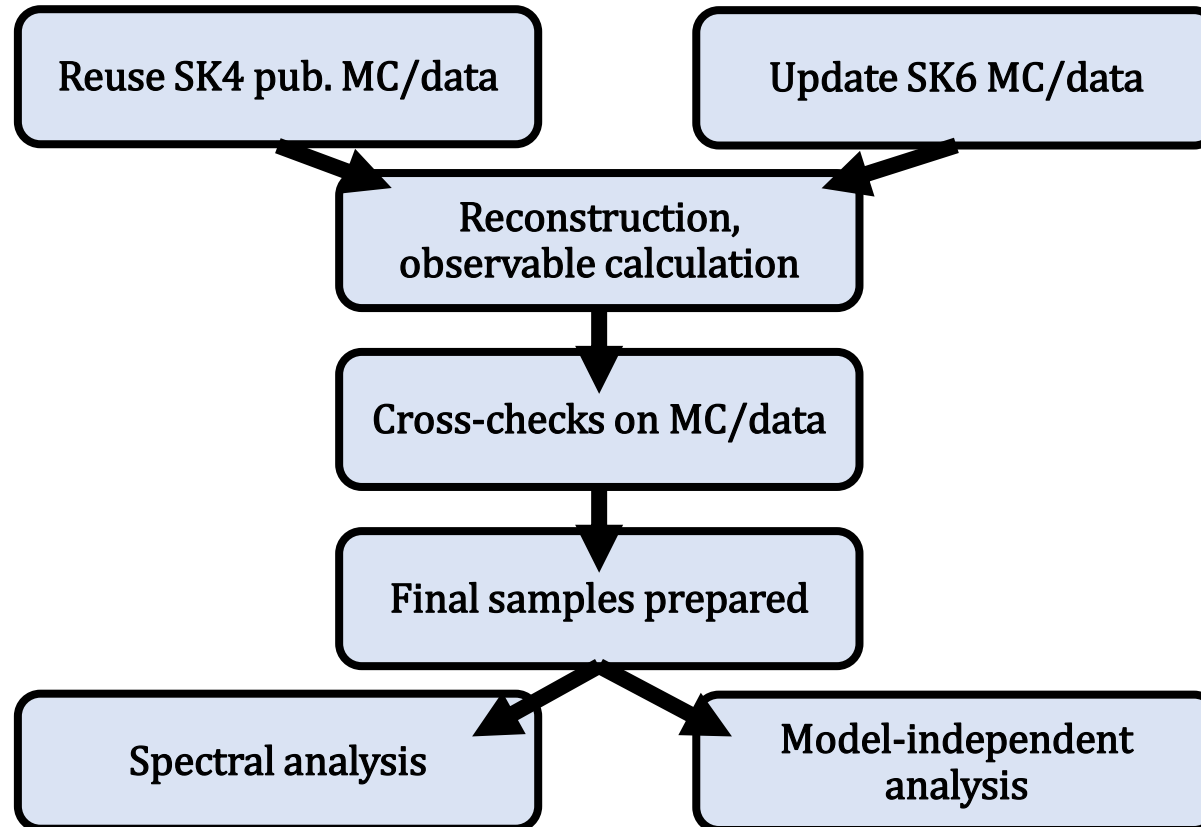 Reuse SK4 pub. MC/data
Update SK6 MC/data
Reconstruction,
observable calculation
Cross-checks on MC/data
Final samples prepared
Spectral analysis
Model-independent
analysis